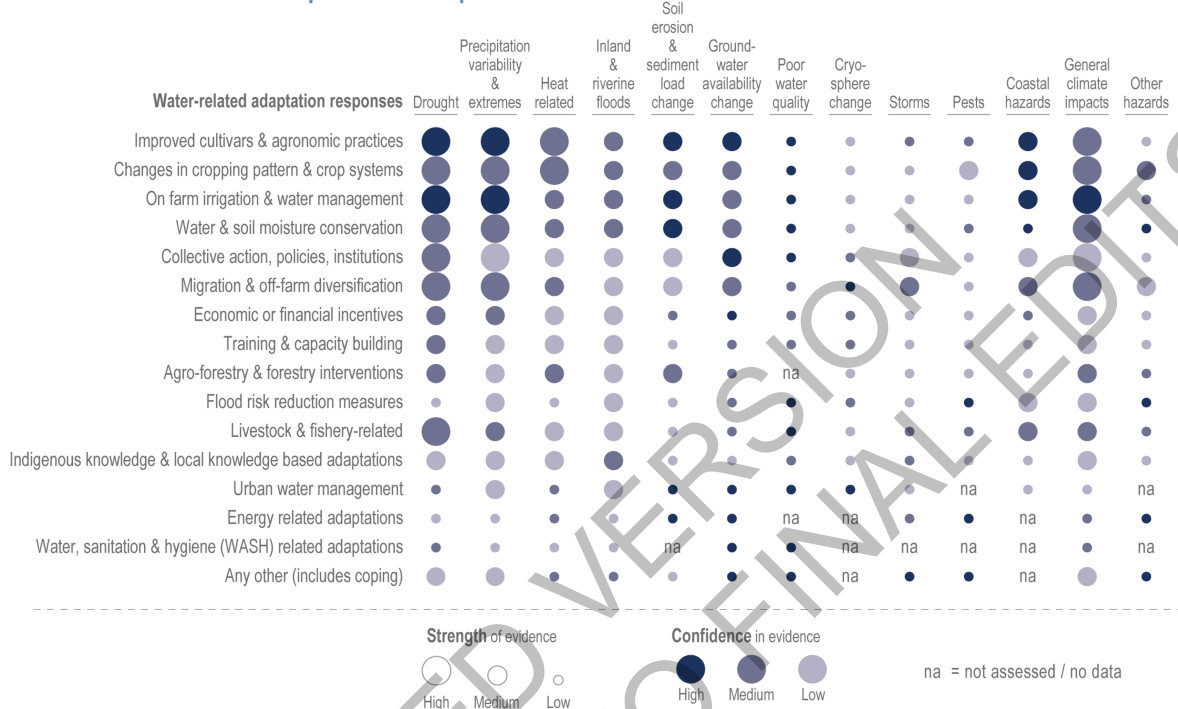 Soil
erosion
&
sediment
load
change
Precipitation
variability
&
extremes
Inland
&
riverine
floods
Ground-
water
availability
change
Heat
related
Poor
water
quality
Cryo-
sphere
change
General
climate
impacts
Coastal
hazards
Other
hazards
Water-related adaptation responses Drought Storms Pests
Improved cultivars & agronomic practices
Changes in cropping pattern & crop systems
On farm irrigation & water management
Water & soil moisture conservation
Collective action, policies, institutions
Migration & off-farm diversification
Economic or financial incentives
Training & capacity building
Agro-forestry & forestry interventions na
Flood risk reduction measures
Livestock & fishery-related
Indigenous knowledge & local knowledge based adaptations
Urban water management na na
Energy related adaptations na na na
Water, sanitation & hygiene (WASH) related adaptations na na na na na na
Any other (includes coping) na na
Strength of evidence
High Medium Low
Confidence in evidence
High Medium Low
na = not assessed / no data
VERSION
FINAL